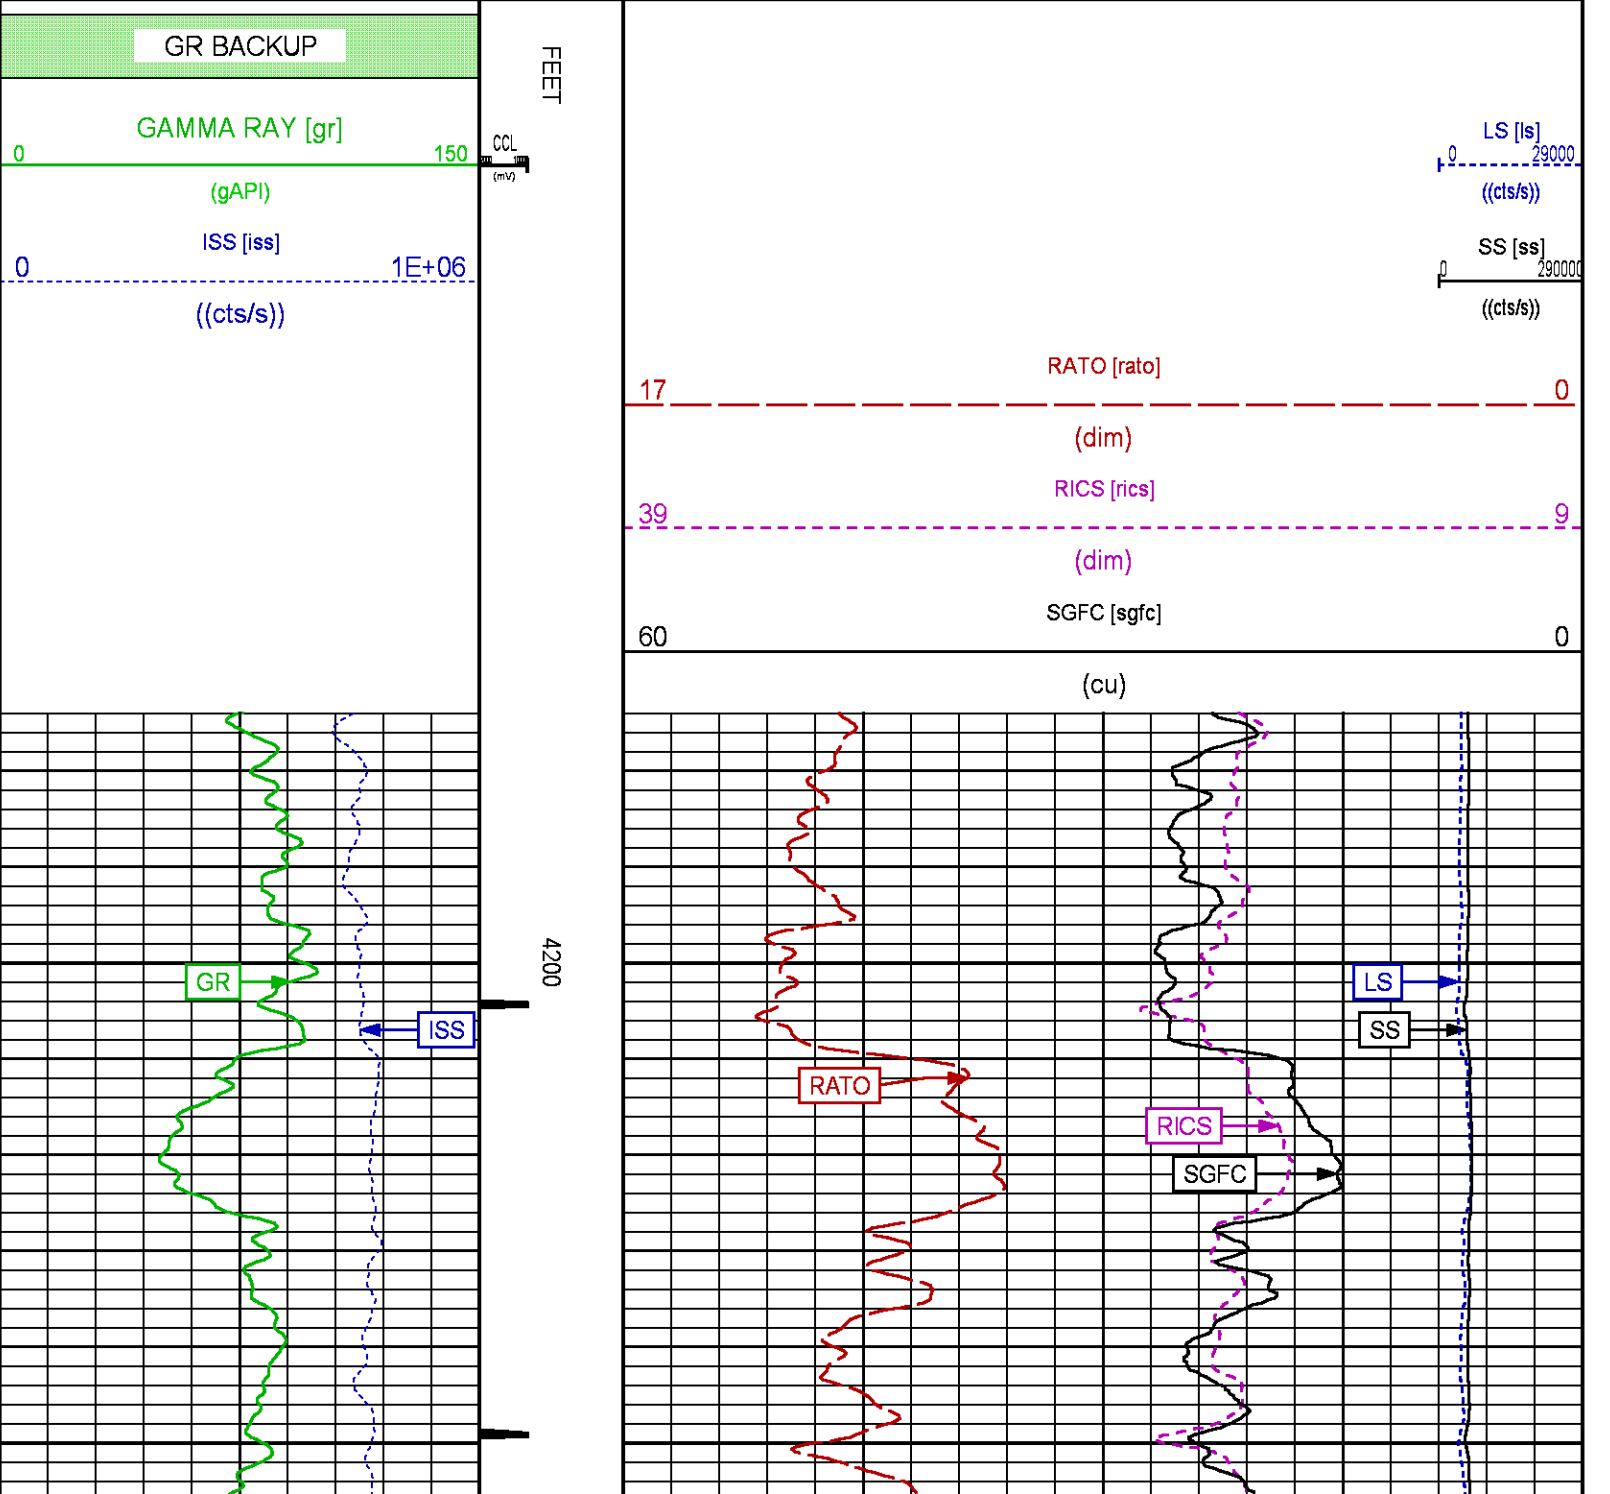 GR BACKUP
GAMMA RAY [gr]
0 150
(gAPI)
ISS [iss]
0 1E+06
((cts/s))
FEET
CCL
(mV)
LS [ls]
0 29000
((cts/s))
SS [ss]
0 290000
((cts/s))
RATO [rato]
17 0
(dim)
RICS [rics]
39 9
(dim)
SGFC [sgfc]
60 0
(cu)
4200
GR
ISS
LS
SS
RATO
RICS
SGFC